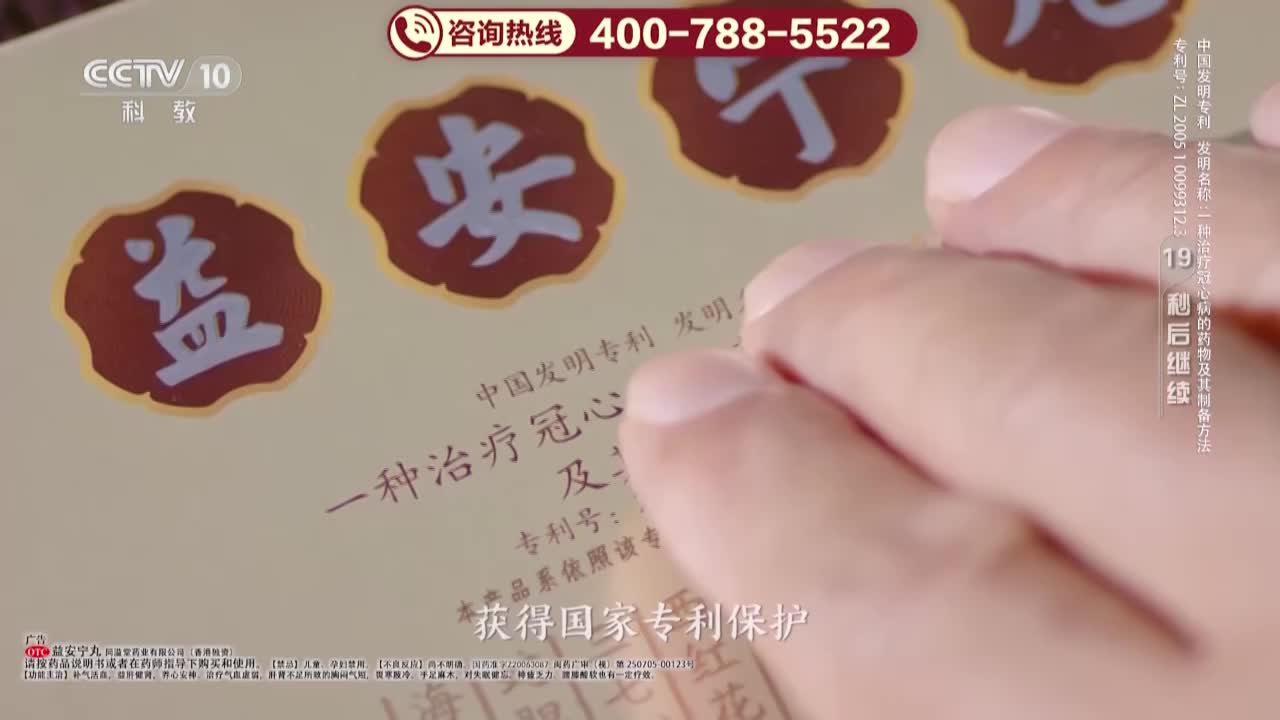 咨询热线 400-788-5522
CCTV 10
科教
益安宁
中国发明专利 发明
一种治疗冠心
及
专利号:
本产品系依照该专
西红花
三七
海
中国发明专利 发明名称:一种治疗冠心病的药物及其制备方法
专利号:ZL 2005 1 0099312.3
19秒后继续
获得国家专利保护
广告
OTC 益安宁丸 同溢堂药业有限公司(香港独资)
请按药品说明书或者在药师指导下购买和使用。【禁忌】儿童、孕妇禁用。【不良反应】尚不明确。国药准字Z20063087 闽药广审(视)第250705-00123号
【功能主治】补气活血,益肝健肾,养心安神。治疗气血虚弱,肝肾不足所致的胸闷气短,畏寒肢冷,手足麻木,对失眠健忘,神疲乏力,腰膝酸软也有一定疗效。